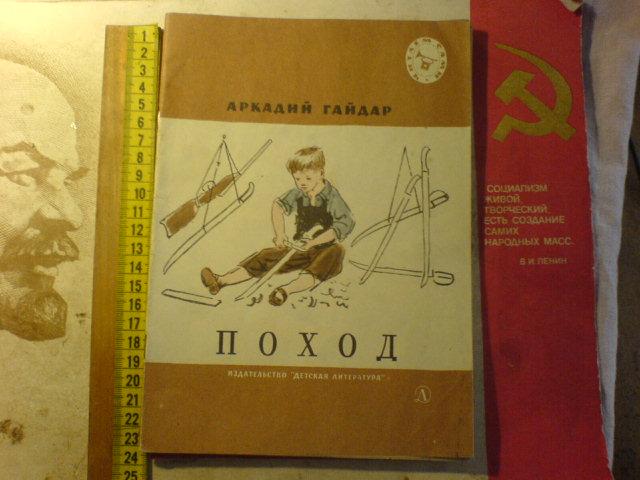 1
2
3
4
5
6
7
8
9
10
11
12
13
14
15
16
17
18
19
20
21
22
23
24
25
ЧИТАЕМ САМИ
АРКАДИЙ ГАЙДАР
ПОХОД
ИЗДАТЕЛЬСТВО "ДЕТСКАЯ ЛИТЕРАТУРА"
Д
СОЦИАЛИЗМ
ЖИВОЙ,
ТВОРЧЕСКИЙ,
ЕСТЬ СОЗДАНИЕ
САМИХ
НАРОДНЫХ МАСС.
В.И.ЛЕНИН